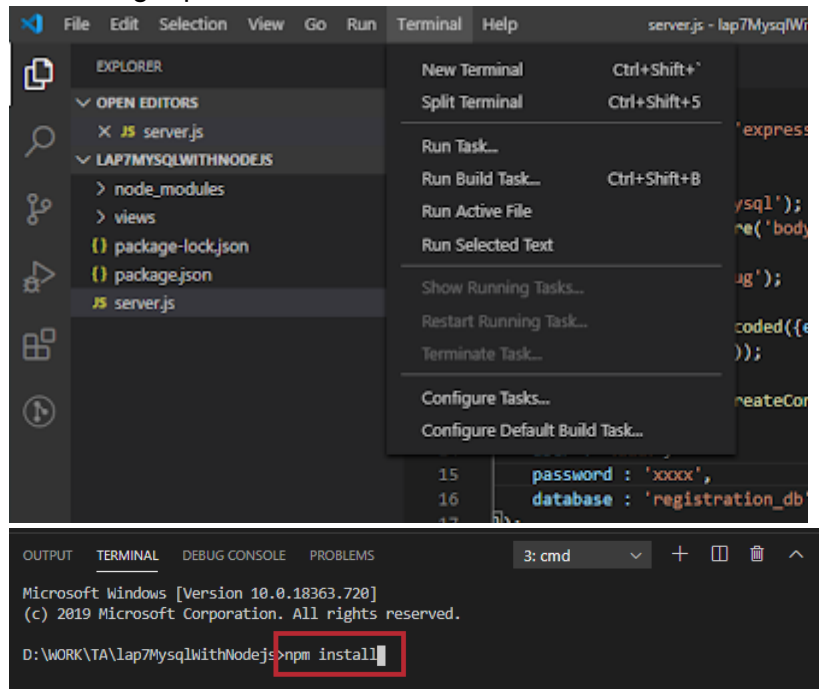 File Edit Selection View Go Run Terminal Help server.js - lap7MysqlWi
EXPLORER
OPEN EDITORS
JS server.js
LAP7MYSQLWITHNODEJS
node_modules
views
{} package-lock.json
{} package.json
JS server.js
New Terminal Ctrl+Shift+`
Split Terminal Ctrl+Shift+5
Run Task...
Run Build Task... Ctrl+Shift+B
Run Active File
Run Selected Text
Show Running Tasks...
Restart Running Task...
Terminate Task...
Configure Tasks...
Configure Default Build Task...
'express
ysql');
re('body
ug');
coded({e
));
reateCon
15 password : 'xxxx',
16 database : 'registration_db'
OUTPUT TERMINAL DEBUG CONSOLE PROBLEMS 3: cmd
Microsoft Windows [Version 10.0.18363.720]
(c) 2019 Microsoft Corporation. All rights reserved.
D:\WORK\TA\lap7MysqlWithNodejs>npm install